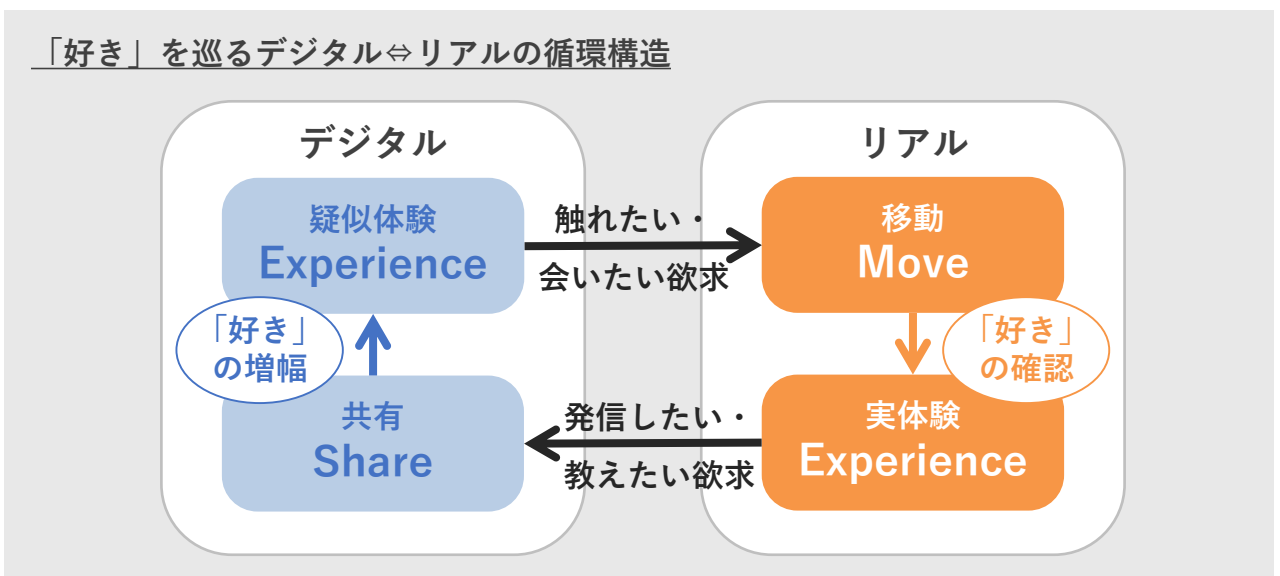 「好き」を巡るデジタル⇔リアルの循環構造
デジタル
疑似体験
Experience
「好き」
の増幅
共有
Share
触れたい・
会いたい欲求
発信したい・
教えたい欲求
リアル
移動
Move
「好き」
の確認
実体験
Experience